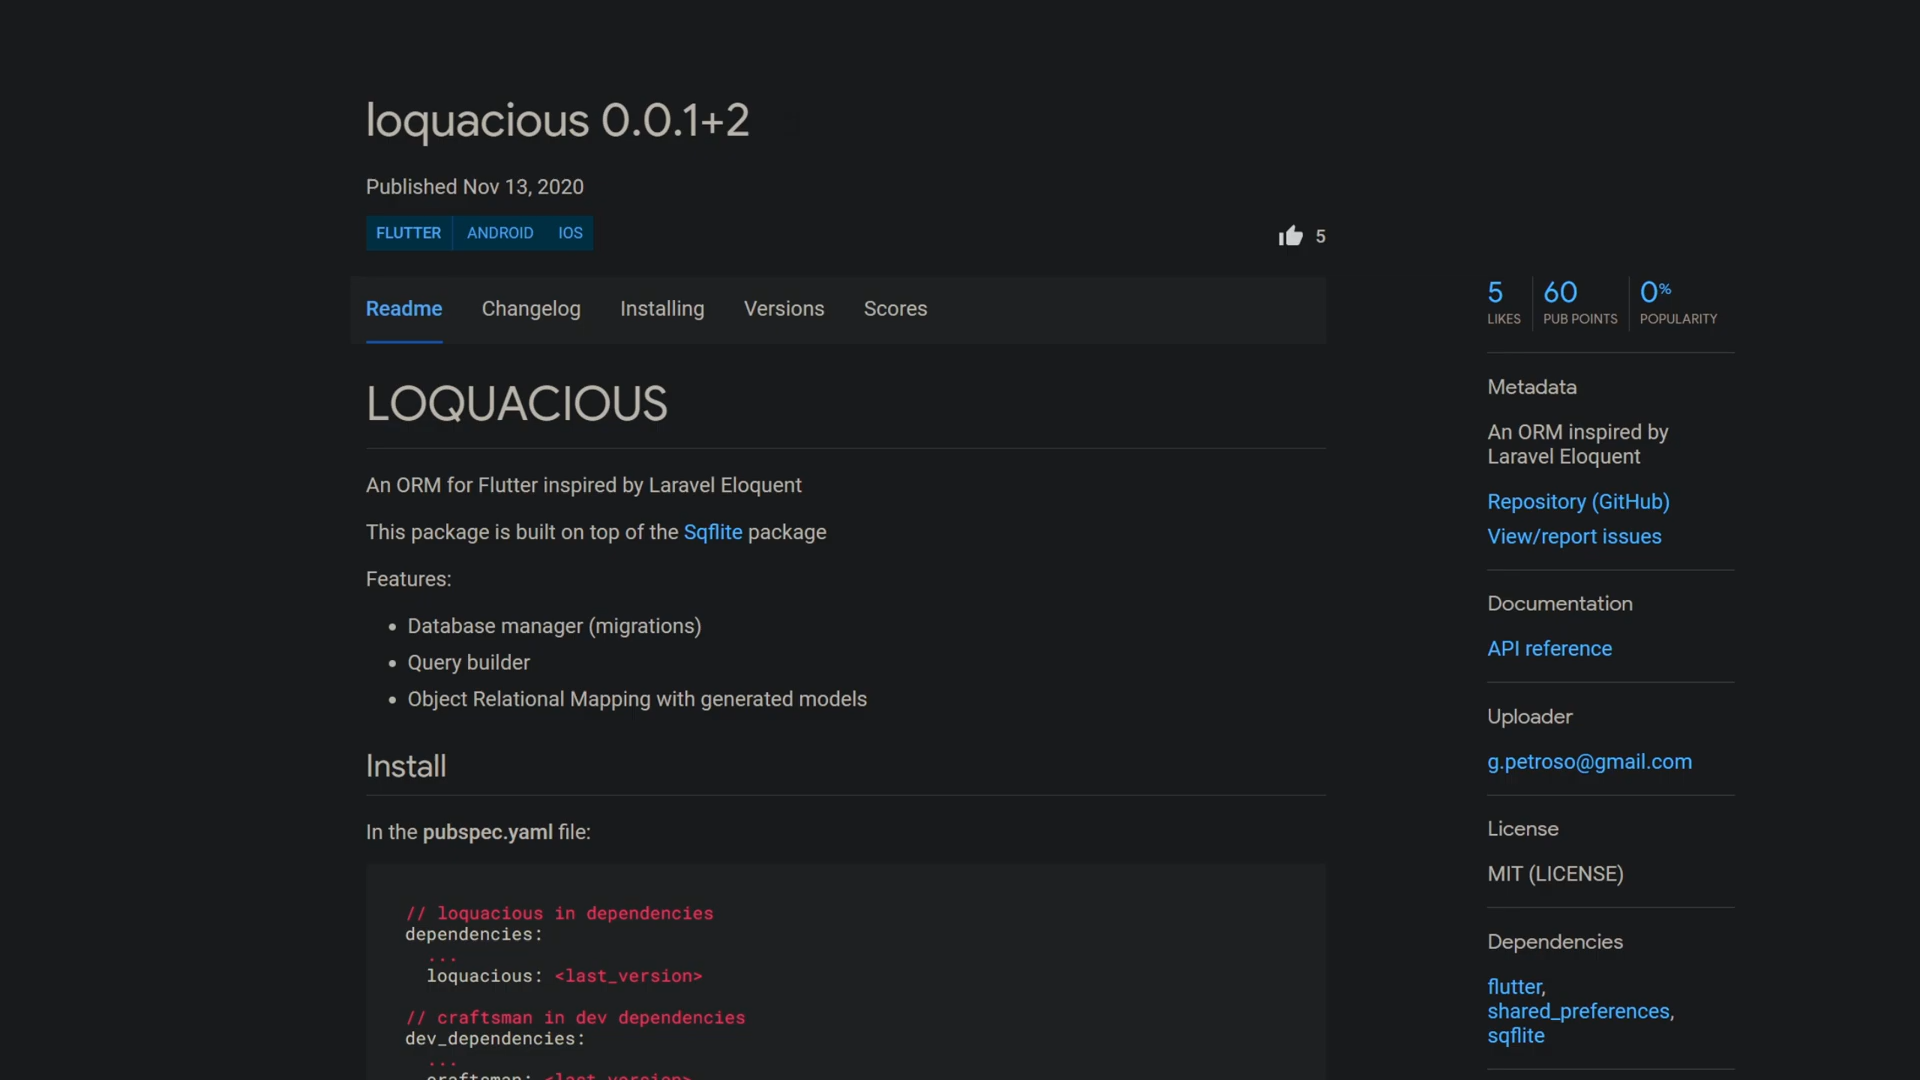 loquacious 0.0.1+2
Published Nov 13, 2020
FLUTTER ANDROID IOS
5
Readme Changelog Installing Versions Scores
LOQUACIOUS
An ORM for Flutter inspired by Laravel Eloquent
This package is built on top of the Sqflite package
Features:
Database manager (migrations)
Query builder
Object Relational Mapping with generated models
Install
In the pubspec.yaml file:
// loquacious in dependencies
dependencies:
...
loquacious: <last_version>
// craftsman in dev dependencies
dev_dependencies:
...
craftsman: <last_version>
5 60 0%
LIKES PUB POINTS POPULARITY
Metadata
An ORM inspired by
Laravel Eloquent
Repository (GitHub)
View/report issues
Documentation
API reference
Uploader
g.petroso@gmail.com
License
MIT (LICENSE)
Dependencies
flutter,
shared_preferences,
sqflite